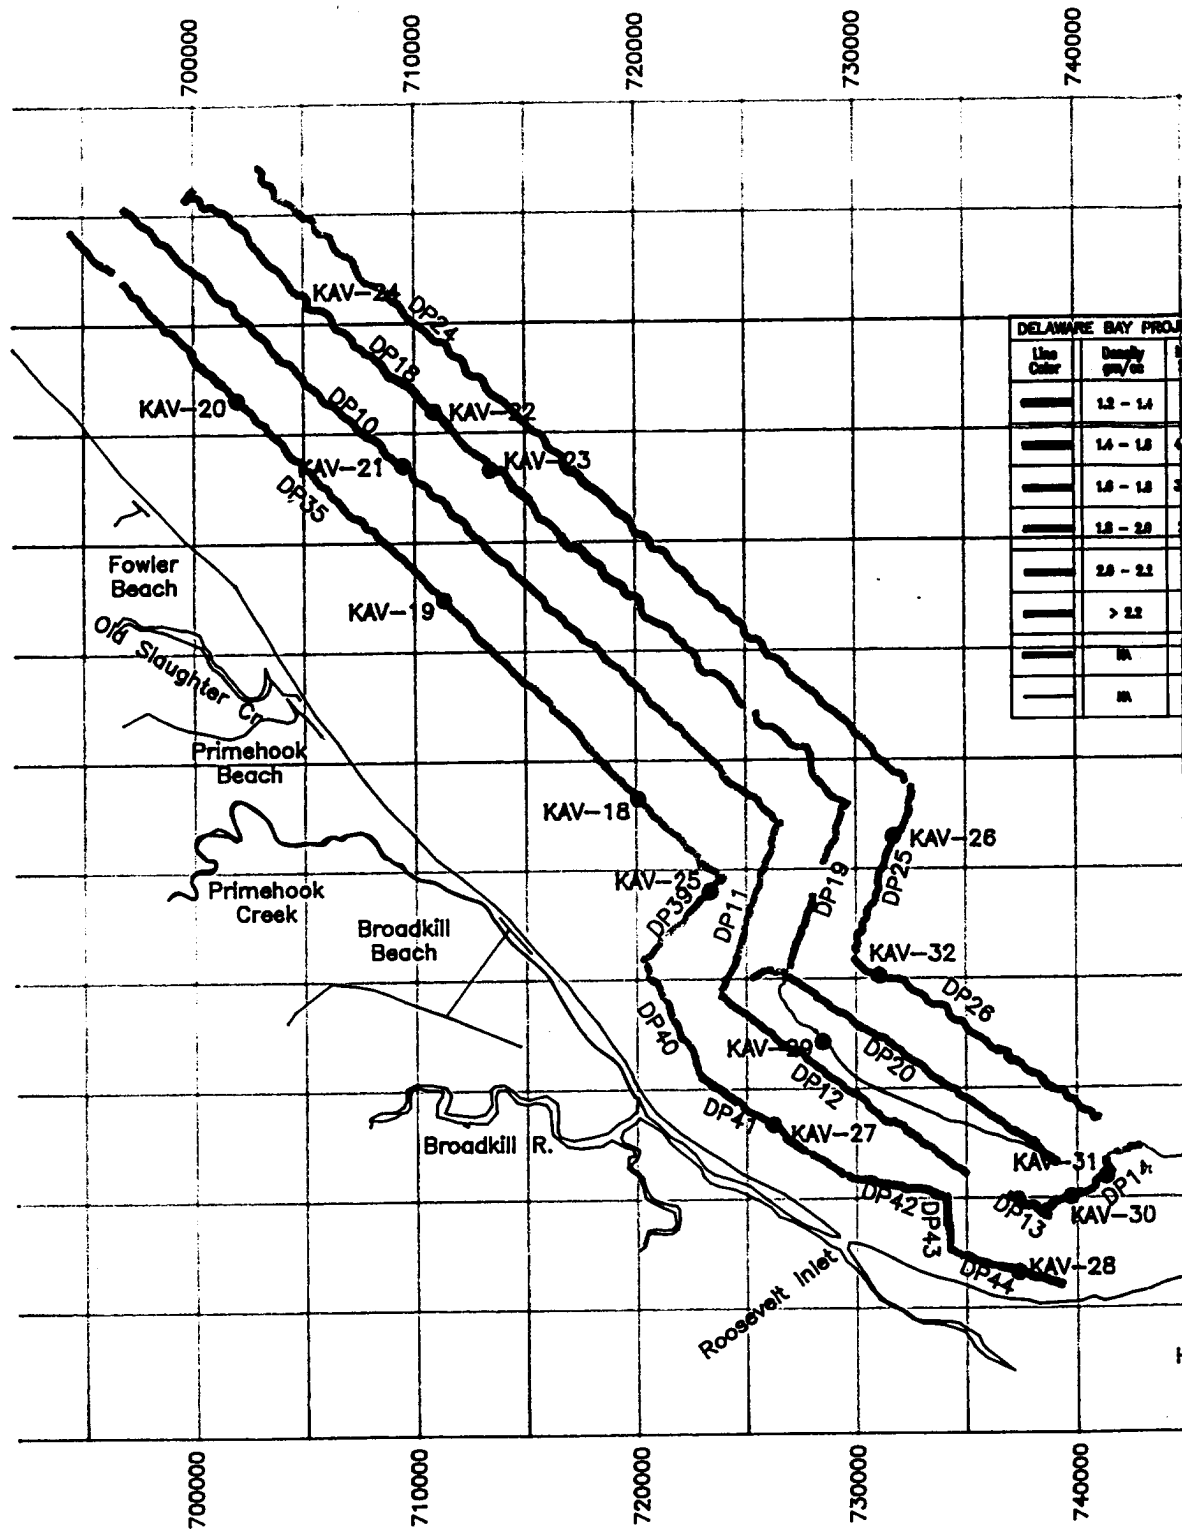 700000
710000
720000
730000
740000
KAV-24
DP24
DELAWARE BAY PROJ
DP18
Line
Color
Density
gm/cc
KAV-20
DP10
KAV-22
1.2 - 1.4
KAV-21
KAV-23
1.4 - 1.6
DP35
1.6 - 1.8
1.8 - 2.0
Fowler
Beach
2.0 - 2.2
KAV-19
> 2.2
Old Slaughter Cr
NA
NA
Primehook
Beach
KAV-18
KAV-26
KAV-25
DP25
DP19
Primehook
Creek
DP39
DP11
Broadkill
Beach
KAV-32
DP26
DP40
KAV-29
DP20
DP12
DP41
KAV-27
Broadkill R.
KAV-31
DP14
DP42
DP13
KAV-30
DP43
KAV-28
DP44
Roosevelt Inlet
H
700000
710000
720000
730000
740000